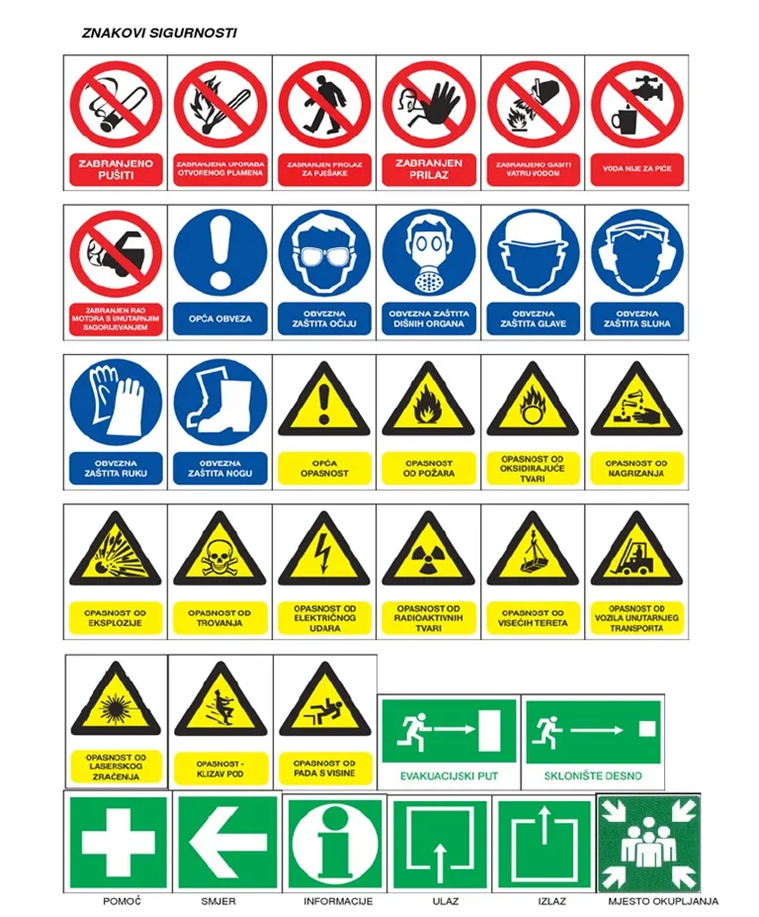 ZNAKOVI SIGURNOSTI
ZABRANJENO
PUŠITI
ZABRANJENA UPORABA
OTVORENOG PLAMENA
ZABRANJEN PROLAZ
ZA PJEŠAKE
ZABRANJEN
PRILAZ
ZABRANJENO GASITI
VATRU VODOM
VODA NIJE ZA PIĆE
ZABRANJEN RAD
MOTORA S UNUTARNJIM
SAGORIJEVANJEM
OPĆA OBVEZA
OBVEZNA
ZAŠTITA OČIJU
OBVEZNA ZAŠTITA
DIŠNIH ORGANA
OBVEZNA
ZAŠTITA GLAVE
OBVEZNA
ZAŠTITA SLUHA
OBVEZNA
ZAŠTITA RUKU
OBVEZNA
ZAŠTITA NOGU
OPĆA
OPASNOST
OPASNOST
OD POŽARA
OPASNOST OD
OKSIDIRAJUĆE
TVARI
OPASNOST OD
NAGRIZANJA
OPASNOST OD
EKSPLOZIJE
OPASNOST OD
TROVANJA
OPASNOST OD
ELEKTRIČNOG
UDARA
OPASNOST OD
RADIOAKTIVNIH
TVARI
OPASNOST OD
VISEĆIH TERETA
OPASNOST OD
VOZILA UNUTARNJEG
TRANSPORTA
OPASNOST OD
LASERSKOG
ZRAČENJA
OPASNOST -
KLIZAV POD
OPASNOST OD
PADA S VISINE
EVAKUACIJSKI PUT
SKLONIŠTE DESNO
POMOĆ
SMJER
INFORMACIJE
ULAZ
IZLAZ
MJESTO OKUPLJANJA